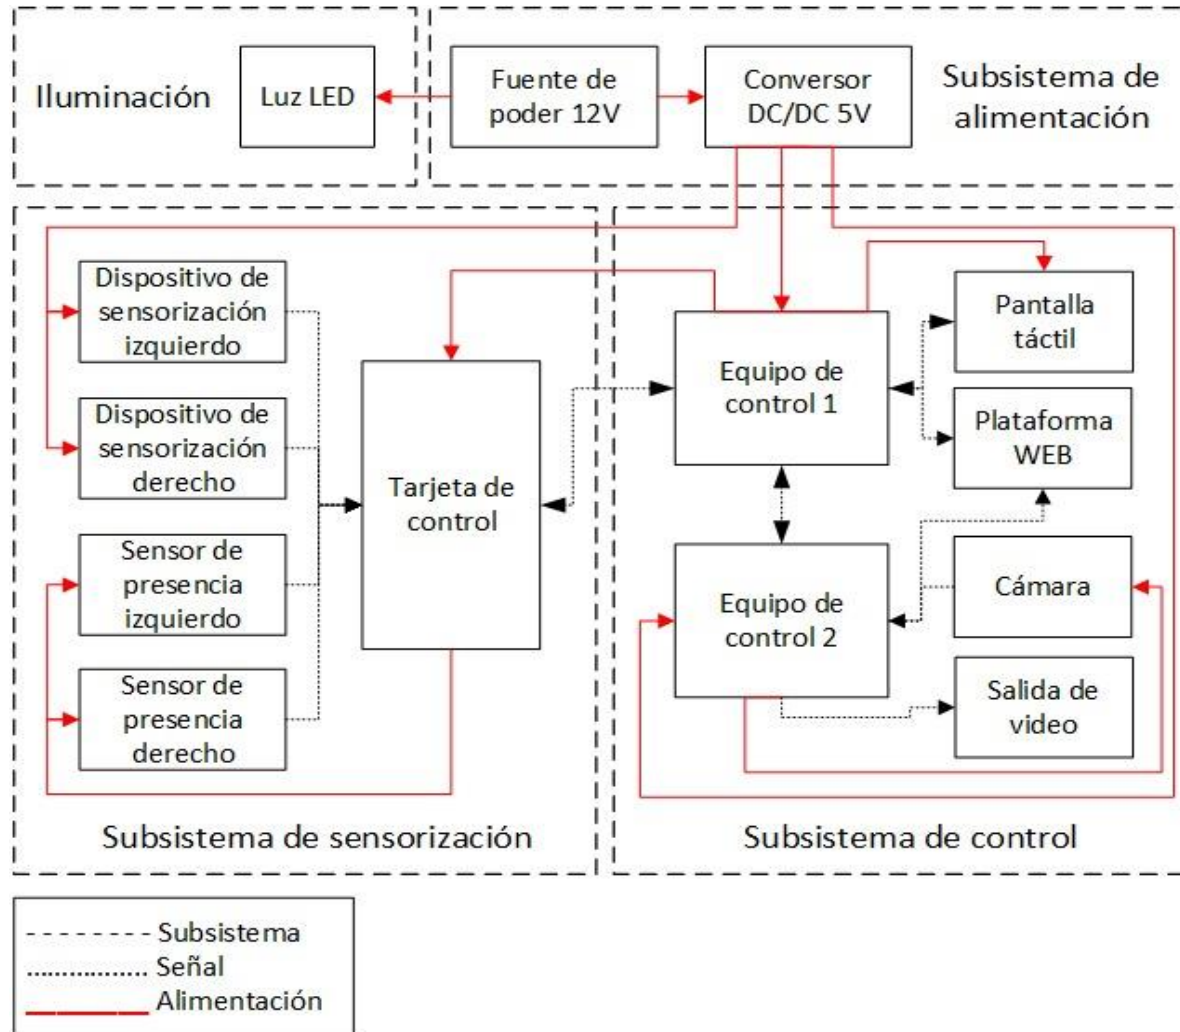 Iluminación
Luz LED
Fuente de
poder 12V
Conversor
DC/DC 5V
Subsistema de
alimentación
Dispositivo de
sensorización
izquierdo
Dispositivo de
sensorización
derecho
Sensor de
presencia
izquierdo
Sensor de
presencia
derecho
Tarjeta de
control
Subsistema de sensorización
Equipo de
control 1
Equipo de
control 2
Pantalla
táctil
Plataforma
WEB
Cámara
Salida de
video
Subsistema de control
Subsistema
Señal
Alimentación